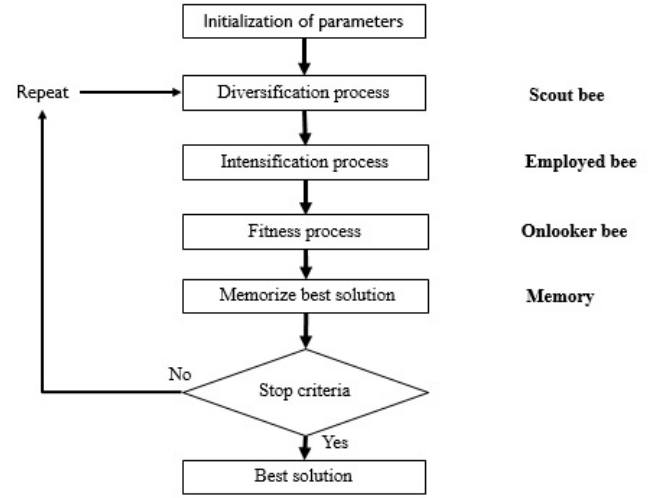 Initialization of parameters
Repeat
Diversification process
Scout bee
Intensification process
Employed bee
Fitness process
Onlooker bee
Memorize best solution
Memory
No
Stop criteria
Yes
Best solution